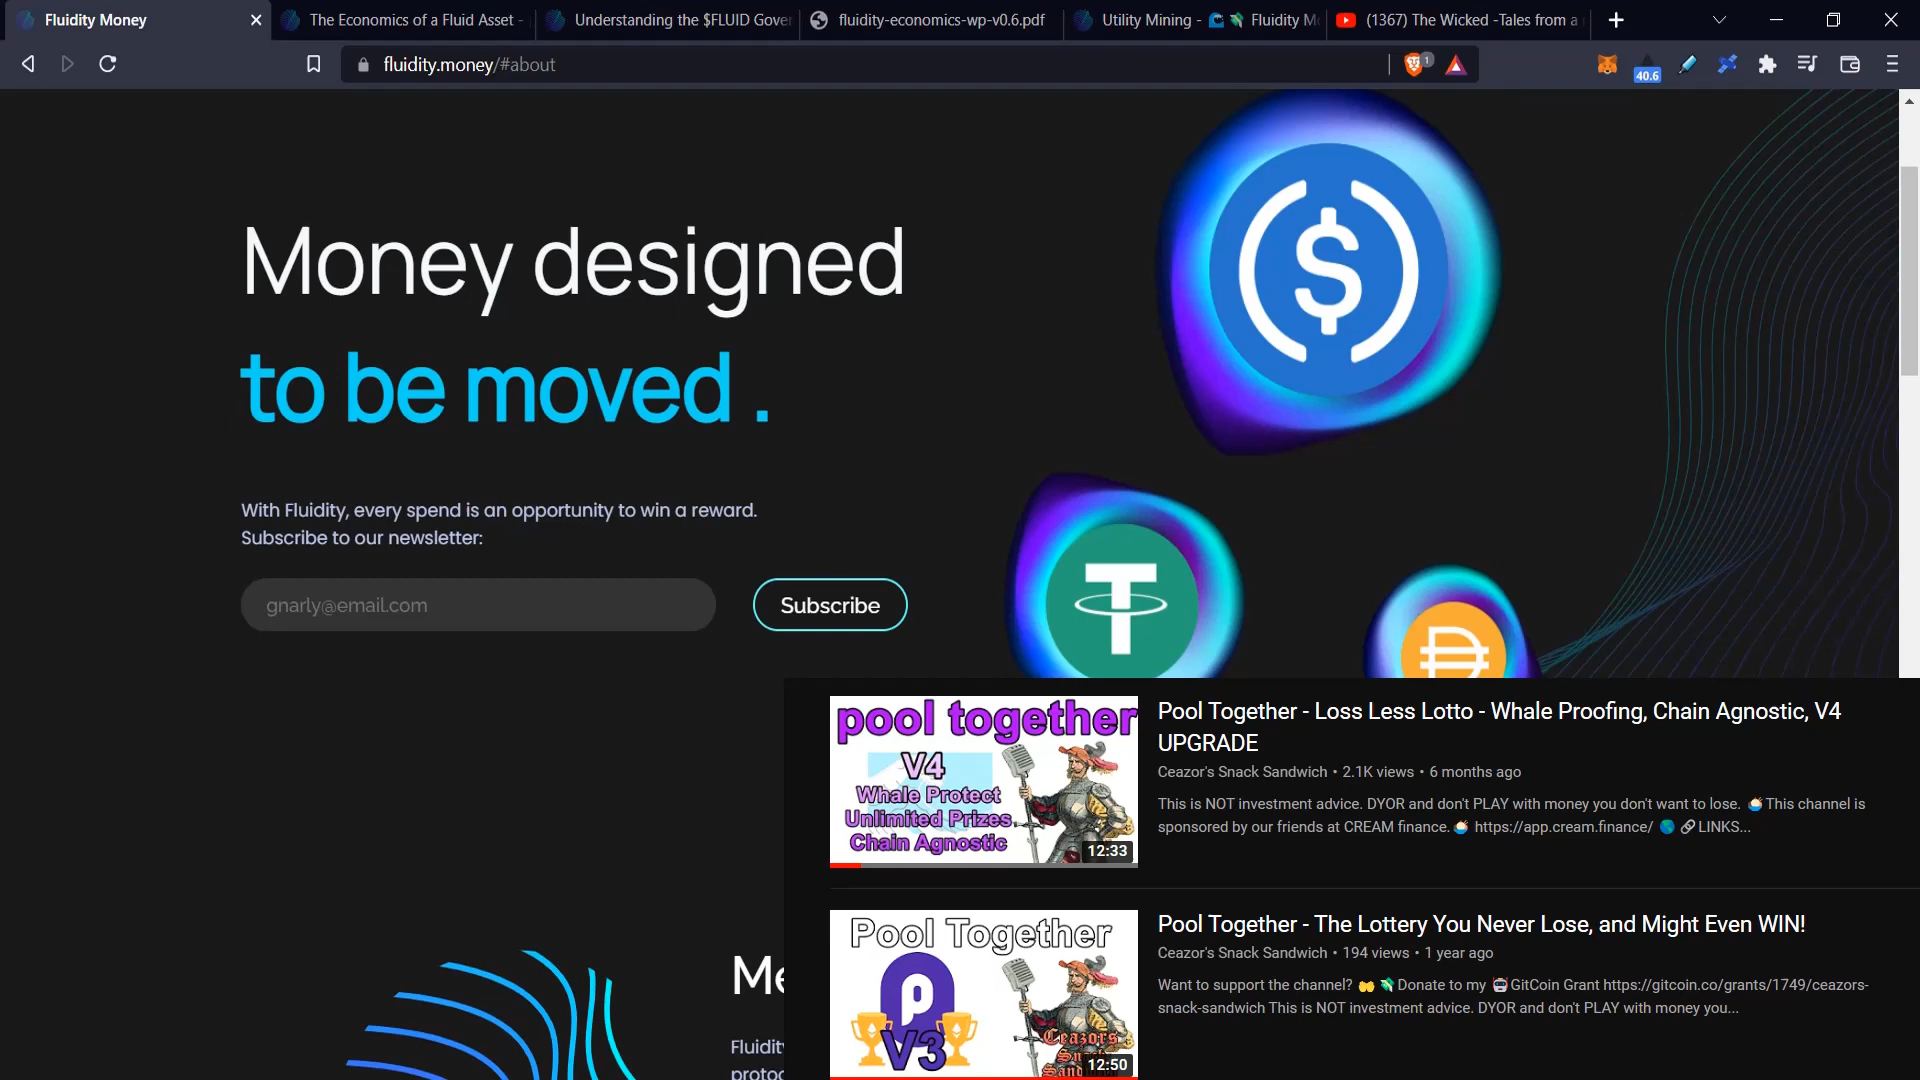 Fluidity Money
The Economics of a Fluid Asset -
Understanding the $FLUID Gover
fluidity-economics-wp-v0.6.pdf
Utility Mining - 🌊💸 Fluidity M
(1367) The Wicked -Tales from a
fluidity.money/#about
1
40.6
Money designed
to be moved .
With Fluidity, every spend is an opportunity to win a reward.
Subscribe to our newsletter:
gnarly@email.com
Subscribe
pool together
V4
Whale Protect
Unlimited Prizes
Chain Agnostic
12:33
Pool Together - Loss Less Lotto - Whale Proofing, Chain Agnostic, V4
UPGRADE
Ceazor's Snack Sandwich • 2.1K views • 6 months ago
This is NOT investment advice. DYOR and don't PLAY with money you don't want to lose. 🍧This channel is
sponsored by our friends at CREAM finance. 🍧 https://app.cream.finance/ 🌎 🔗LINKS...
Pool Together
V3
Ceazors
12:50
Pool Together - The Lottery You Never Lose, and Might Even WIN!
Ceazor's Snack Sandwich • 194 views • 1 year ago
Want to support the channel? 🤲 💸Donate to my 🤖GitCoin Grant https://gitcoin.co/grants/1749/ceazors-
snack-sandwich This is NOT investment advice. DYOR and don't PLAY with money you...
Me
Fluidit
protoc